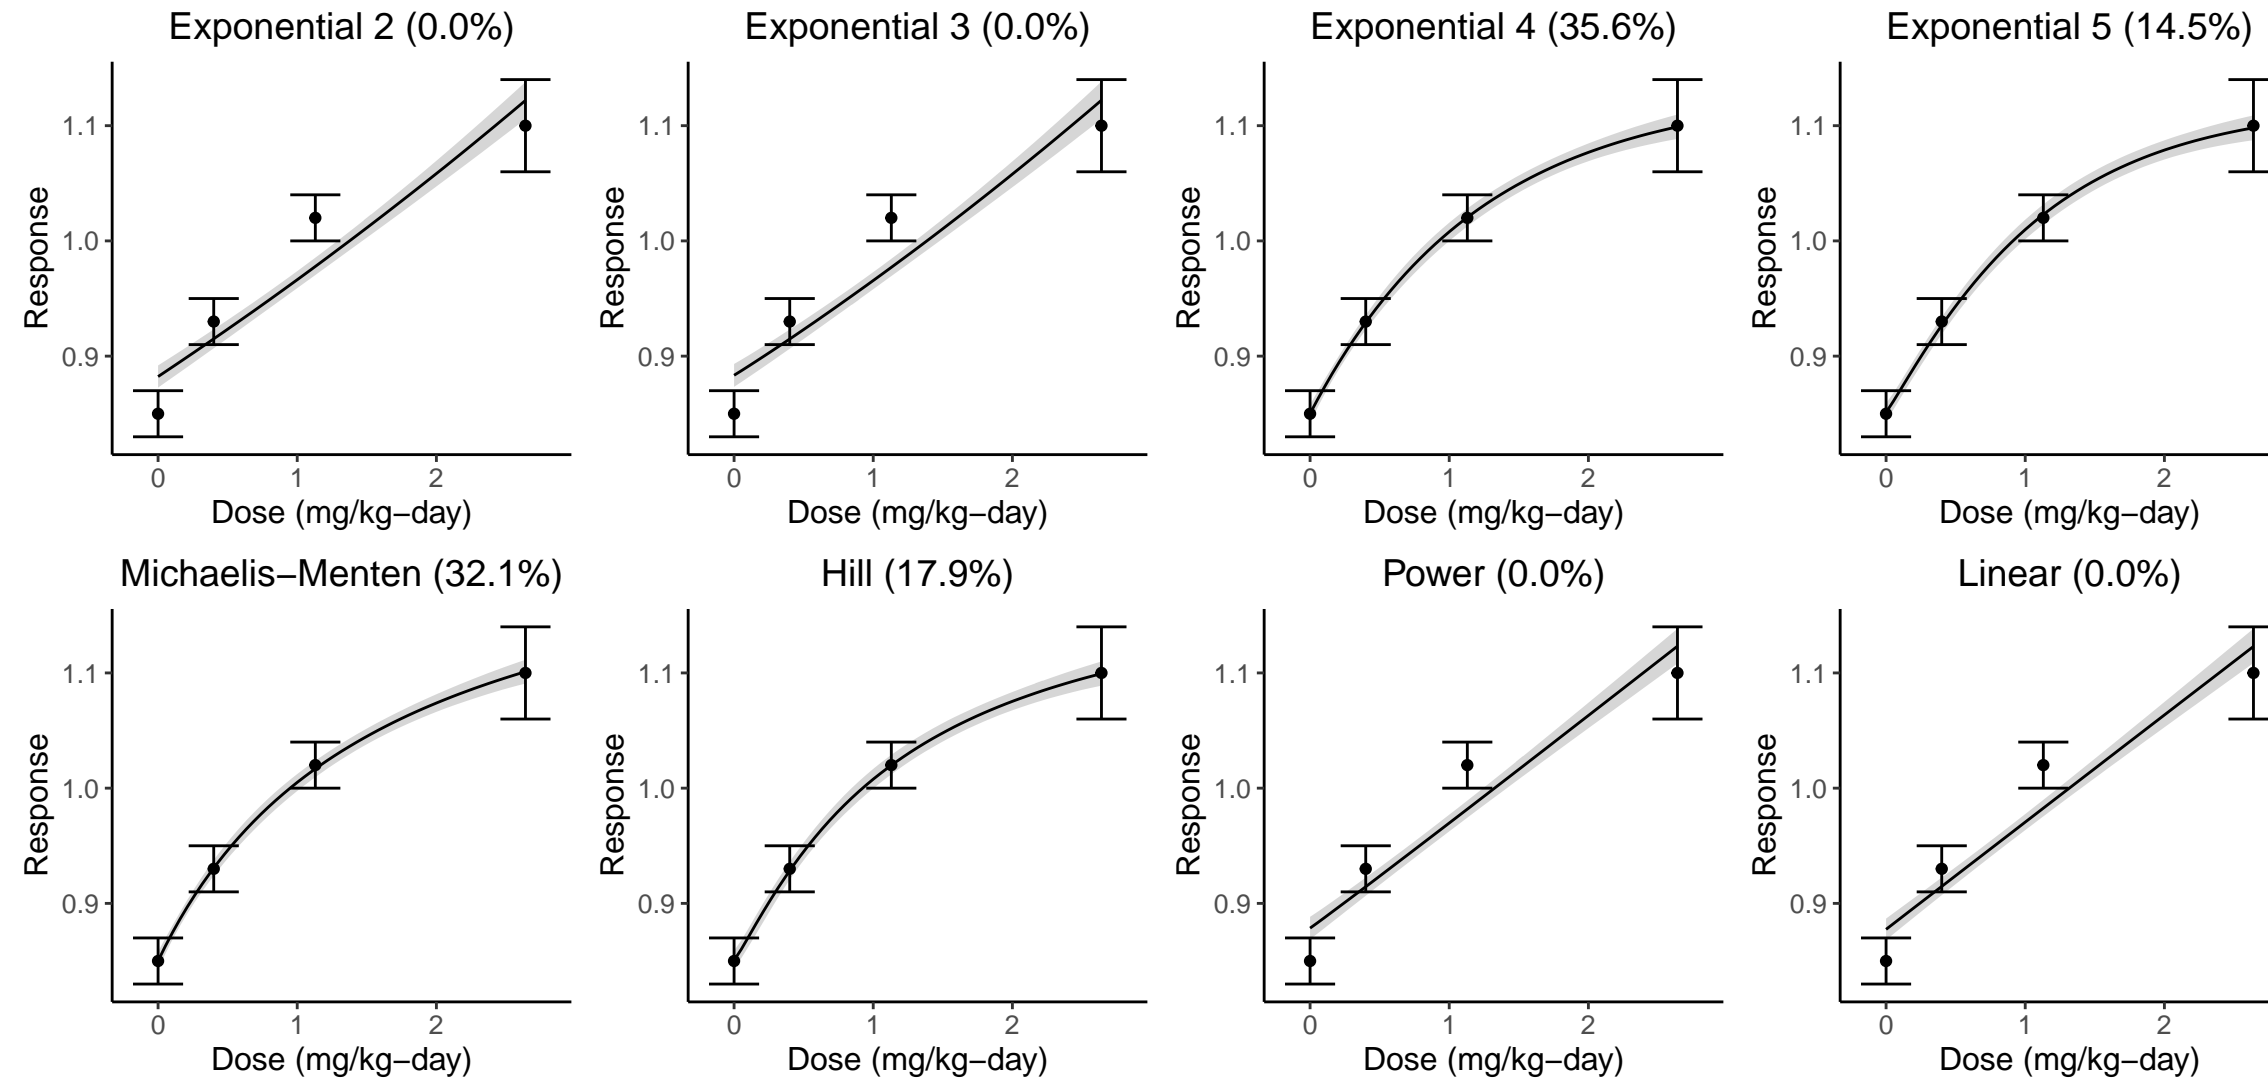 Exponential 2 (0.0%)
Exponential 3 (0.0%)
Exponential 4 (35.6%)
Exponential 5 (14.5%)
Response
1.1
1.0
0.9
0 1 2
Dose (mg/kg−day)
Response
1.1
1.0
0.9
0 1 2
Dose (mg/kg−day)
Response
1.1
1.0
0.9
0 1 2
Dose (mg/kg−day)
Response
1.1
1.0
0.9
0 1 2
Dose (mg/kg−day)
Michaelis−Menten (32.1%)
Hill (17.9%)
Power (0.0%)
Linear (0.0%)
Response
1.1
1.0
0.9
0 1 2
Dose (mg/kg−day)
Response
1.1
1.0
0.9
0 1 2
Dose (mg/kg−day)
Response
1.1
1.0
0.9
0 1 2
Dose (mg/kg−day)
Response
1.1
1.0
0.9
0 1 2
Dose (mg/kg−day)